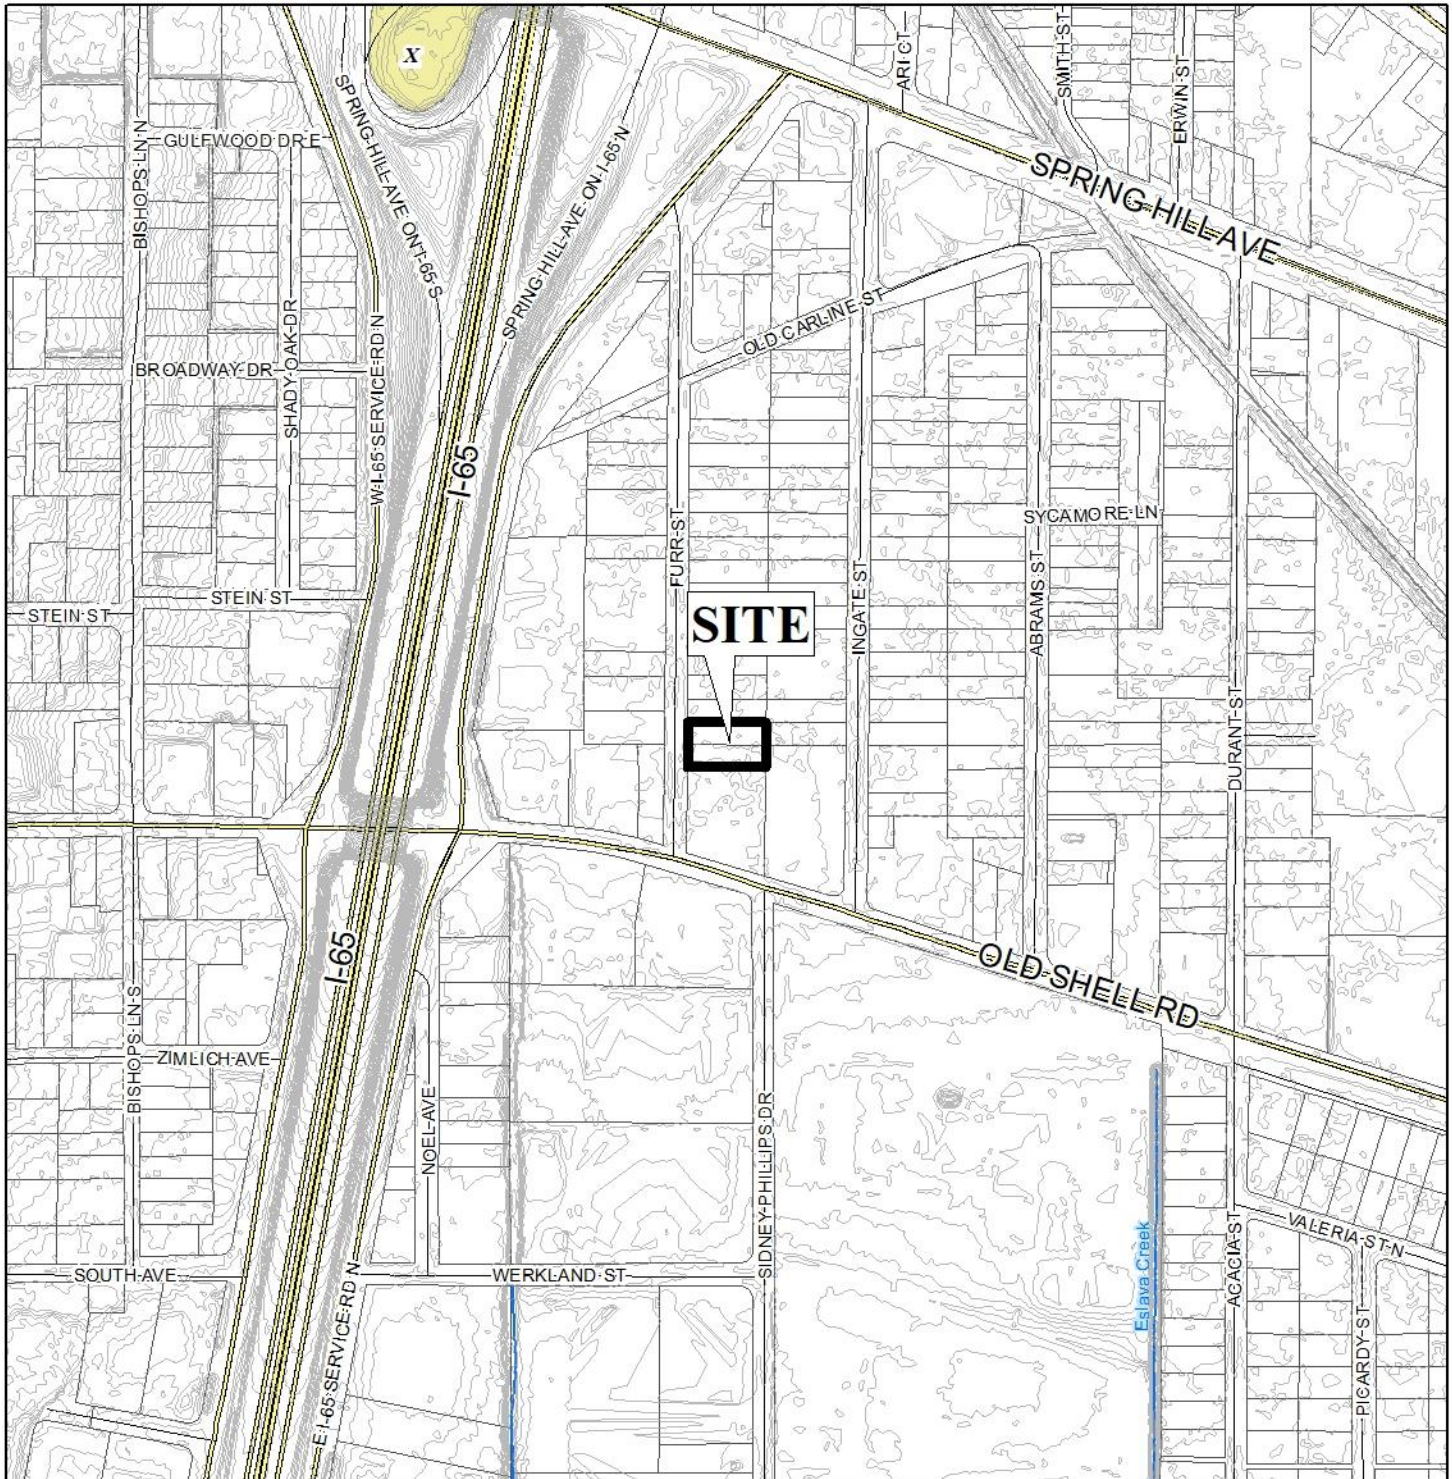 X
ARI CT
SMITH ST
ERWIN ST
SPRING HILL AVE
GULFWOOD DR E
BISHOPS LN N
SPRING HILL AVE ON I-65 S
SPRING HILL AVE ON I-65 N
SHADY OAK DR
BROADWAY DR
W I-65 SERVICE RD N
OLD CARLINE ST
I-65
FURR ST
INGATE ST
SYCAMORE LN
ABRAMS ST
STEIN ST
STEIN ST
SITE
DURANT ST
I-65
OLD SHELL RD
BISHOPS LN S
ZIMLICH AVE
NOEL AVE
SIDNEY PHILLIPS DR
SOUTH AVE
WERKLAND ST
E I-65 SERVICE RD N
Eslava Creek
ACACIA ST
VALERIA ST N
PICARDY ST